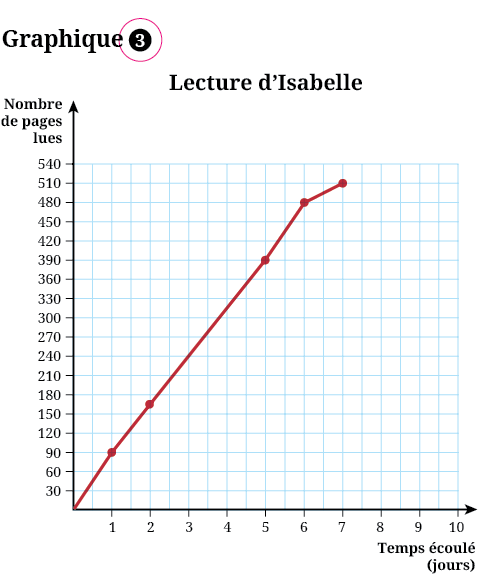 Graphique 3
Lecture d’Isabelle
Nombre
de pages
lues
540
510
480
450
420
390
360
330
300
270
240
210
180
150
120
90
60
30
1 2 3 4 5 6 7 8 9 10
Temps écoulé
(jours)